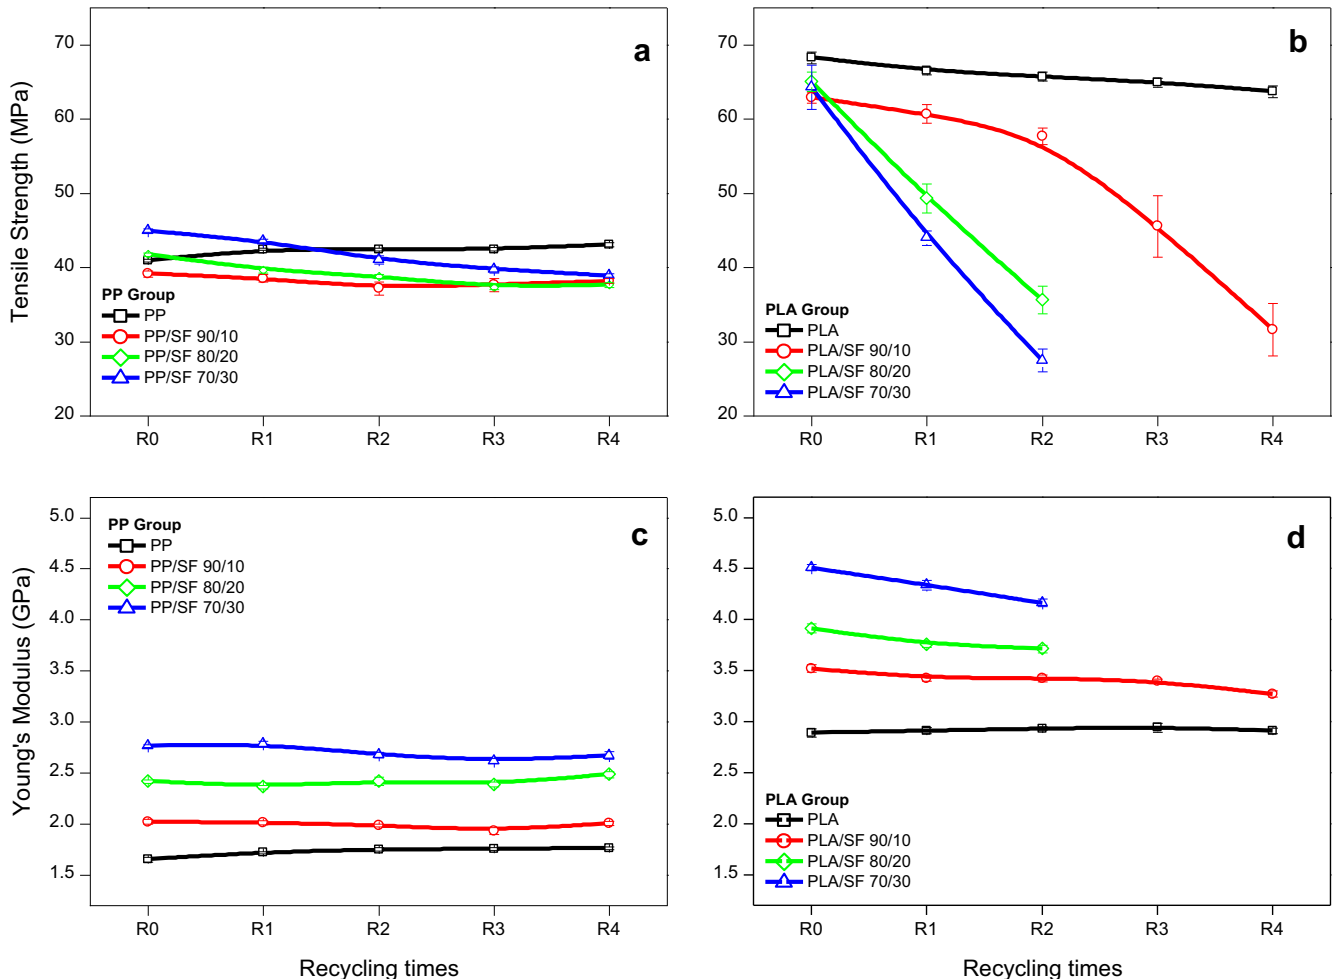 Tensile Strength (MPa)
70
60
50
40
30
20
a
PP Group
PP
PP/SF 90/10
PP/SF 80/20
PP/SF 70/30
R0 R1 R2 R3 R4
70
60
50
40
30
20
b
PLA Group
PLA
PLA/SF 90/10
PLA/SF 80/20
PLA/SF 70/30
R0 R1 R2 R3 R4
Young's Modulus (GPa)
5.0
4.5
4.0
3.5
3.0
2.5
2.0
1.5
c
PP Group
PP
PP/SF 90/10
PP/SF 80/20
PP/SF 70/30
R0 R1 R2 R3 R4
Recycling times
5.0
4.5
4.0
3.5
3.0
2.5
2.0
1.5
d
PLA Group
PLA
PLA/SF 90/10
PLA/SF 80/20
PLA/SF 70/30
R0 R1 R2 R3 R4
Recycling times